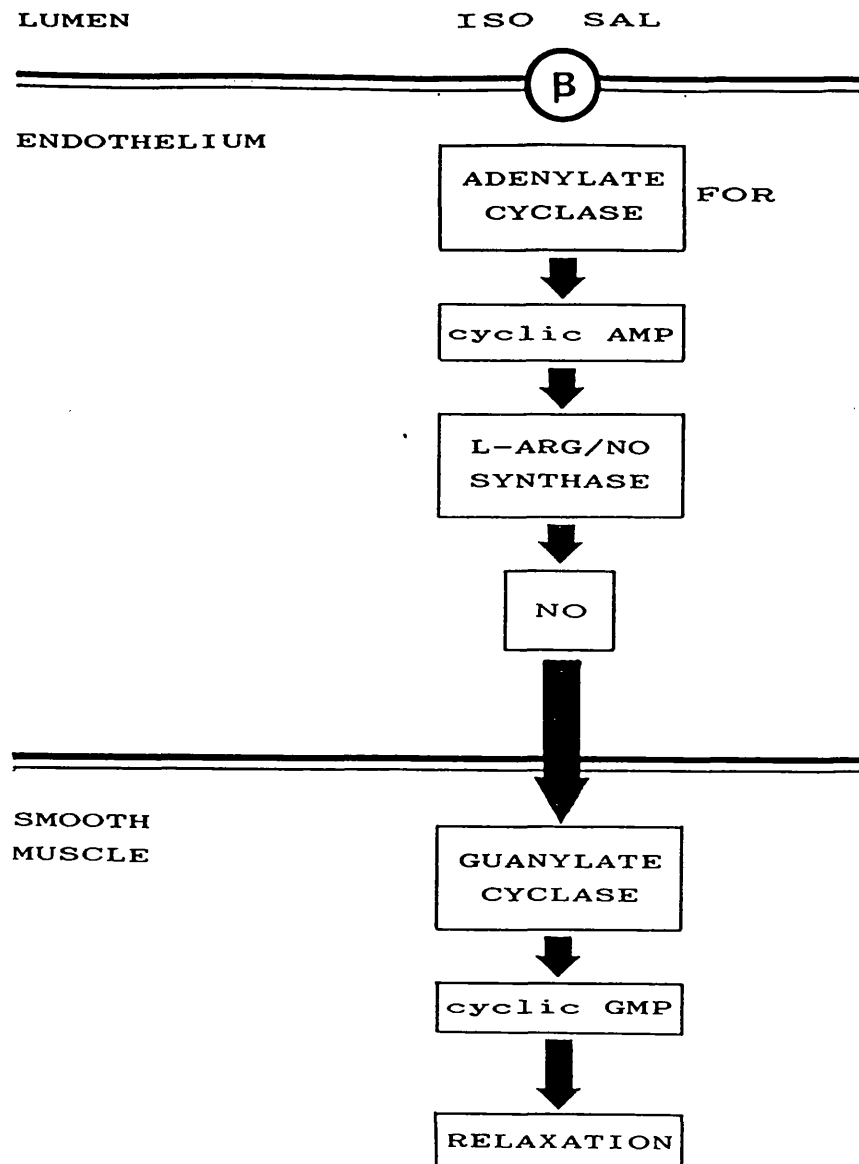 LUMEN
ISO SAL
β
ENDOTHELIUM
ADENYLATE
CYCLASE
FOR
cyclic AMP
L-ARG/NO
SYNTHASE
NO
SMOOTH
MUSCLE
GUANYLATE
CYCLASE
cyclic GMP
RELAXATION